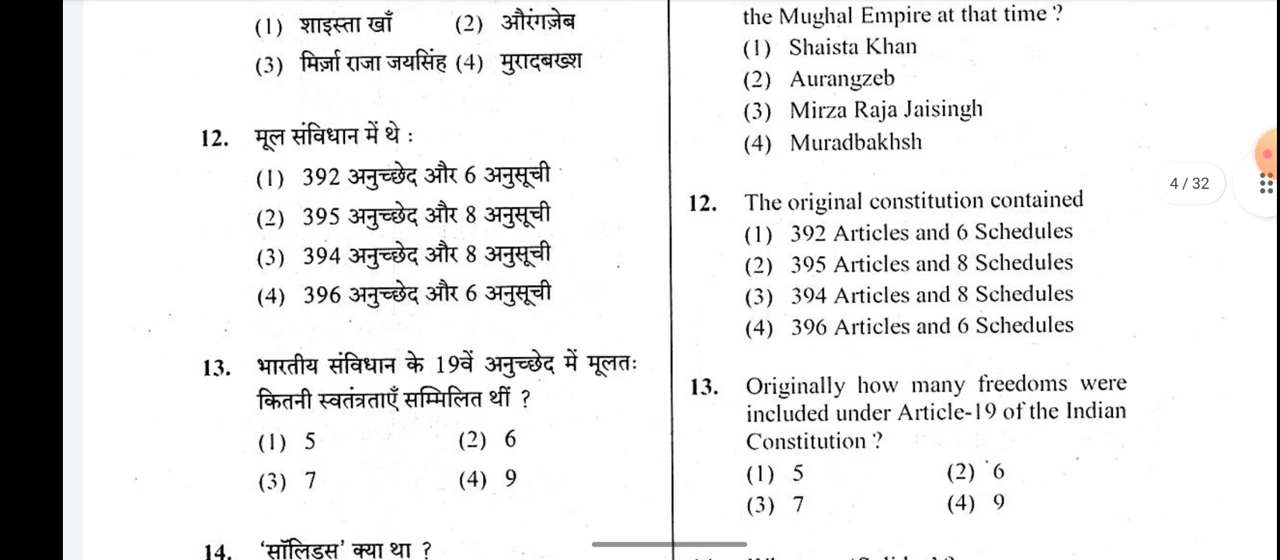 (1) शाइस्ता खाँ (2) औरंगज़ेब
(3) मिर्ज़ा राजा जयसिंह (4) मुरादबख्श
12. मूल संविधान में थे :
(1) 392 अनुच्छेद और 6 अनुसूची
(2) 395 अनुच्छेद और 8 अनुसूची
(3) 394 अनुच्छेद और 8 अनुसूची
(4) 396 अनुच्छेद और 6 अनुसूची
13. भारतीय संविधान के 19वें अनुच्छेद में मूलतः
कितनी स्वतंत्रताएँ सम्मिलित थीं ?
(1) 5 (2) 6
(3) 7 (4) 9
14. 'सॉलिडस' क्या था ?
the Mughal Empire at that time ?
(1) Shaista Khan
(2) Aurangzeb
(3) Mirza Raja Jaisingh
(4) Muradbakhsh
12. The original constitution contained
(1) 392 Articles and 6 Schedules
(2) 395 Articles and 8 Schedules
(3) 394 Articles and 8 Schedules
(4) 396 Articles and 6 Schedules
13. Originally how many freedoms were
included under Article-19 of the Indian
Constitution ?
(1) 5 (2) 6
(3) 7 (4) 9
4 / 32